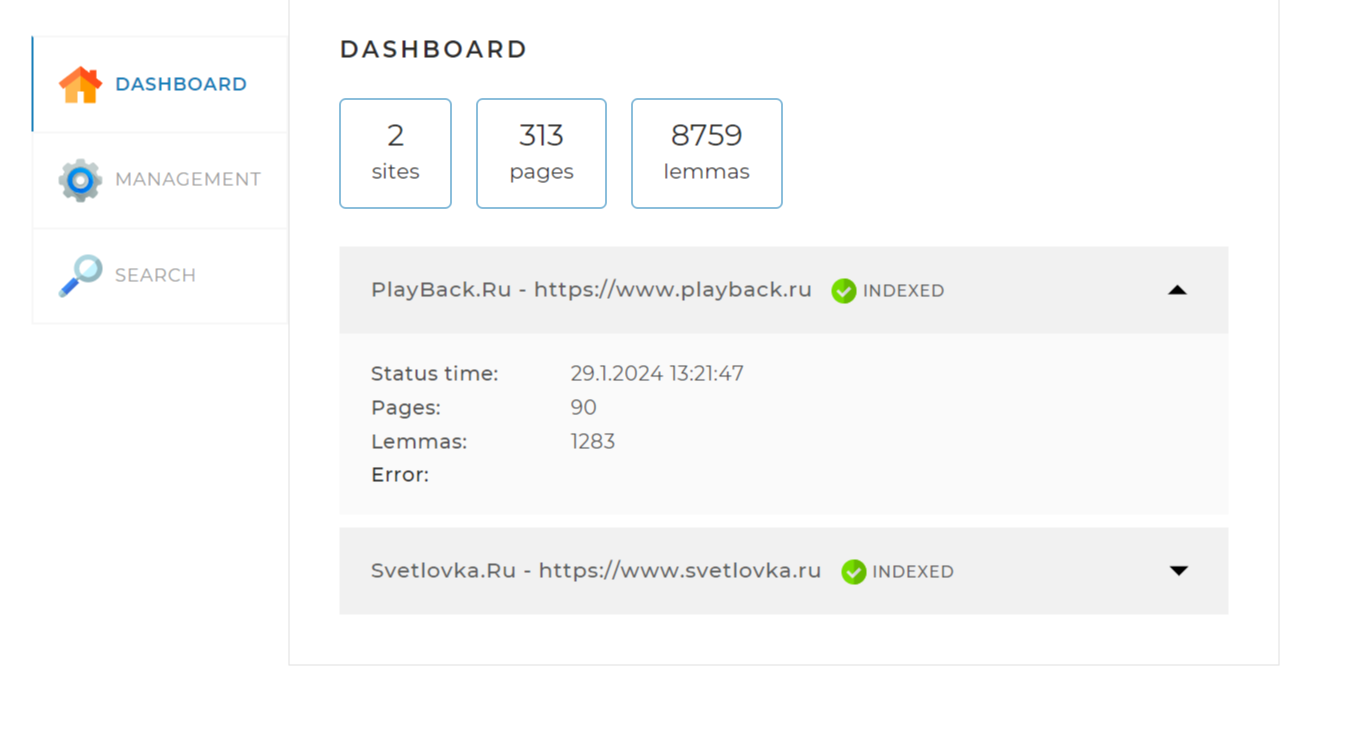 DASHBOARD
MANAGEMENT
SEARCH
DASHBOARD
2
sites
313
pages
8759
lemmas
PlayBack.Ru - https://www.playback.ru INDEXED
Status time: 29.1.2024 13:21:47
Pages: 90
Lemmas: 1283
Error:
Svetlovka.Ru - https://www.svetlovka.ru INDEXED